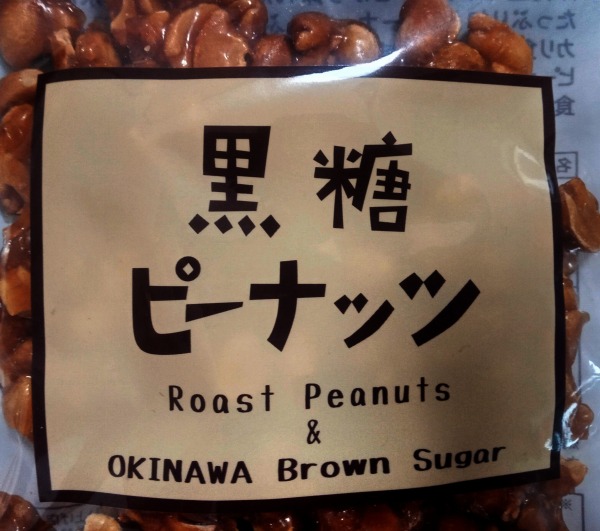 黒糖
ピーナッツ
Roast Peanuts
&
OKINAWA Brown Sugar